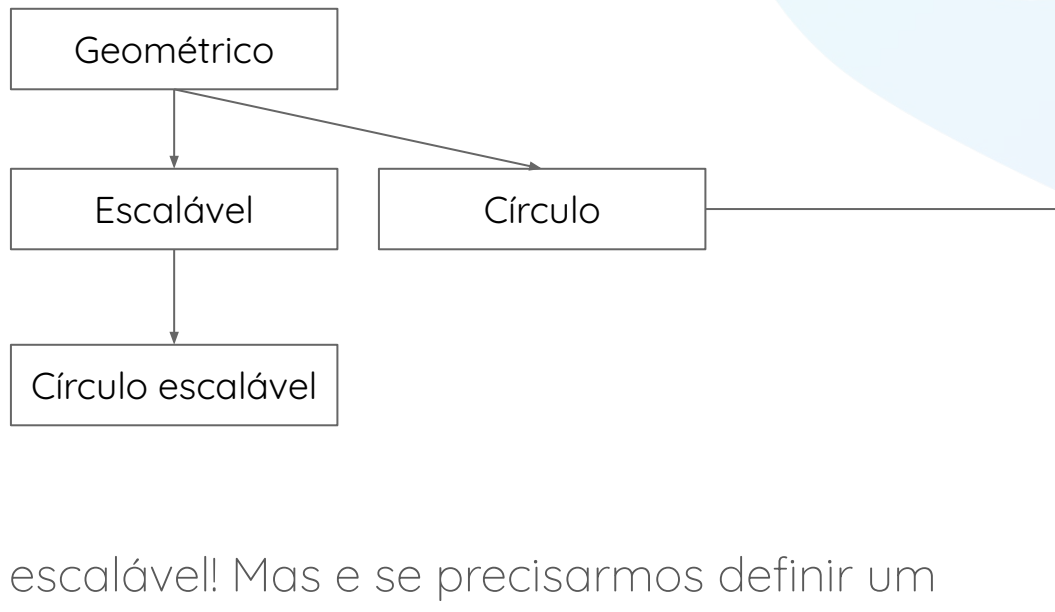 Geométrico
Escalável
Círculo
Círculo escalável
escalável! Mas e se precisarmos definir um